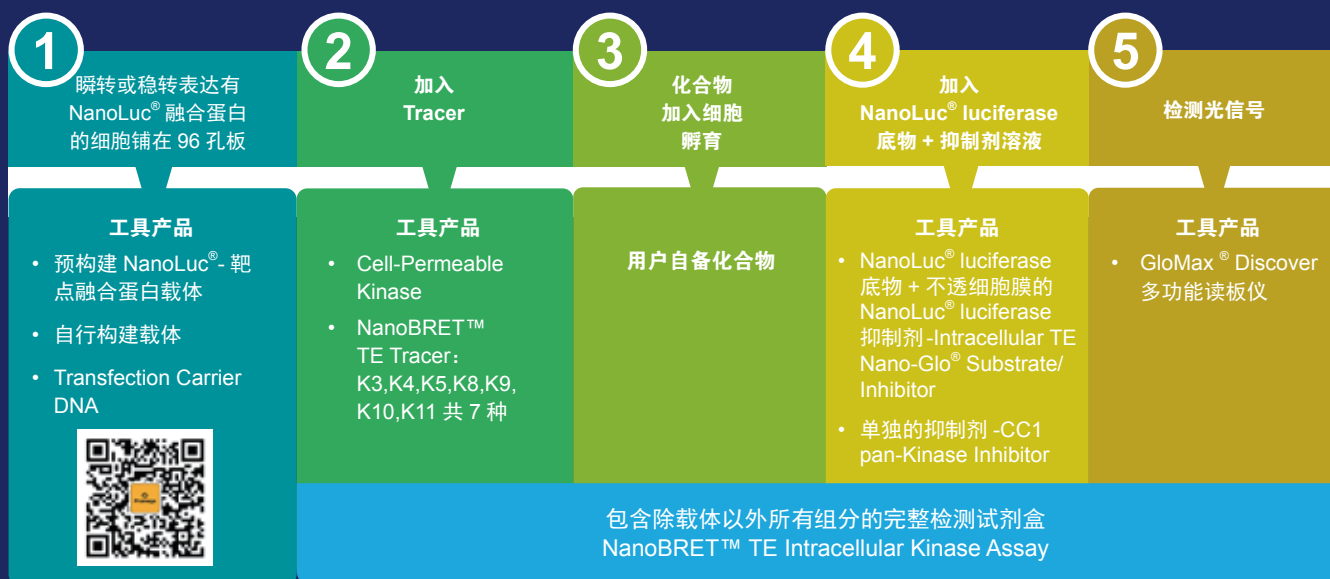 1
瞬转或稳转表达有
NanoLuc® 融合蛋白
的细胞铺在 96 孔板
工具产品
• 预构建 NanoLuc®- 靶
点融合蛋白载体
• 自行构建载体
• Transfection Carrier
DNA
2
加入
Tracer
工具产品
• Cell-Permeable
Kinase
• NanoBRET™
TE Tracer：
K3,K4,K5,K8,K9,
K10,K11 共 7 种
3
化合物
加入细胞
孵育
用户自备化合物
4
加入
NanoLuc® luciferase
底物 + 抑制剂溶液
工具产品
• NanoLuc® luciferase
底物 + 不透细胞膜的
NanoLuc® luciferase
抑制剂 -Intracellular TE
Nano-Glo® Substrate/
Inhibitor
• 单独的抑制剂 -CC1
pan-Kinase Inhibitor
5
检测光信号
工具产品
• GloMax ® Discover
多功能读板仪
包含除载体以外所有组分的完整检测试剂盒
NanoBRET™ TE Intracellular Kinase Assay